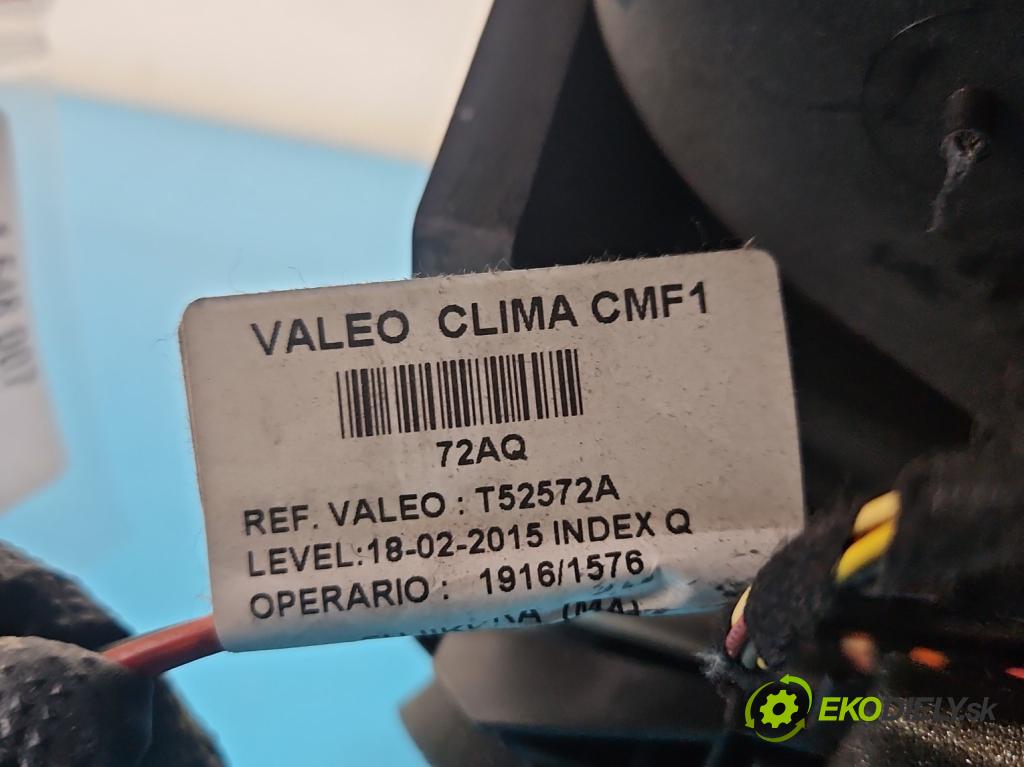 VALEO CLIMA CMF1
72AQ
REF. VALEO : T52572A
LEVEL:18-02-2015 INDEX Q
OPERARIO : 1916/1576
EKODIELY.sk